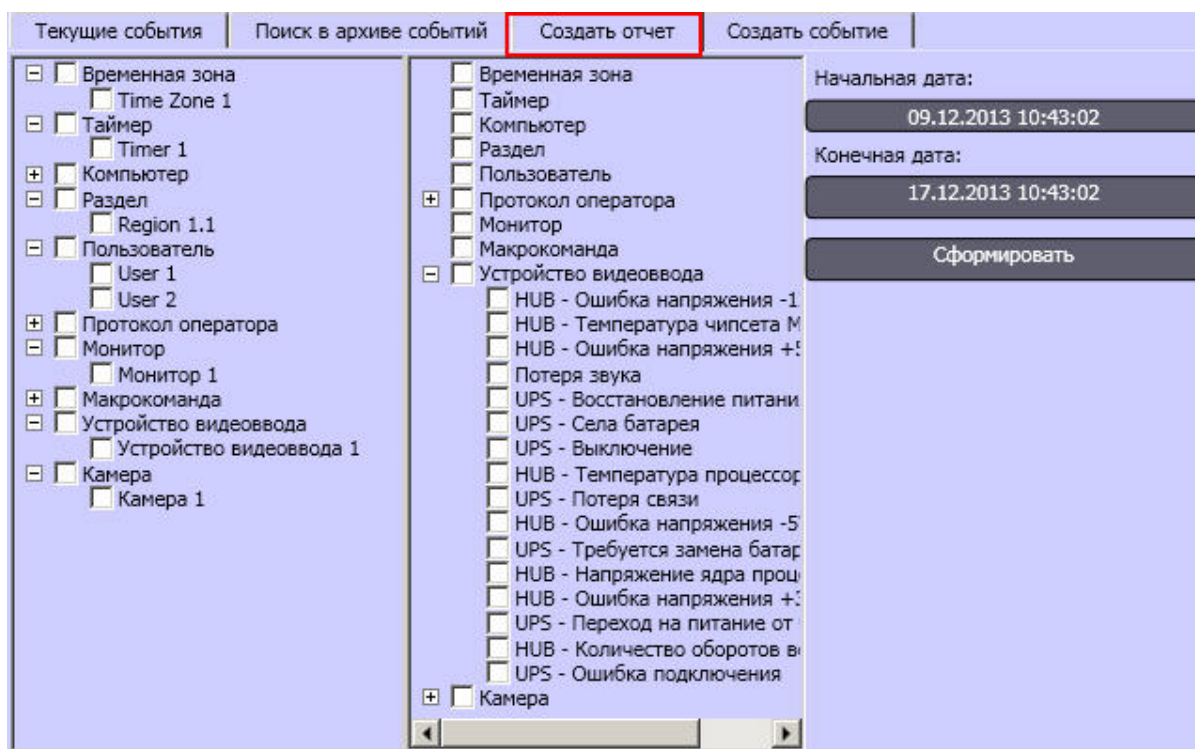 Текущие события
Поиск в архиве событий
Создать отчет
Создать событие
Временная зона
Time Zone 1
Таймер
Timer 1
Компьютер
Раздел
Region 1.1
Пользователь
User 1
User 2
Протокол оператора
Монитор
Монитор 1
Макрокоманда
Устройство видеоввода
Устройство видеоввода 1
Камера
Камера 1
Временная зона
Таймер
Компьютер
Раздел
Пользователь
Протокол оператора
Монитор
Макрокоманда
Устройство видеоввода
HUB - Ошибка напряжения -1
HUB - Температура чипсета
HUB - Ошибка напряжения
Потеря звука
UPS - Восстановление
UPS - Села батарея
UPS - Выключение
HUB - Температура
UPS - Потеря связи
HUB - Ошибка напряжения
UPS - Требуется замена
HUB - Напряжение ядра
HUB - Ошибка напряжения
UPS - Переход на питание от
HUB - Количество оборотов
UPS - Ошибка подключения
Камера
Начальная дата:
09.12.2013 10:43:02
Конечная дата:
17.12.2013 10:43:02
Сформировать